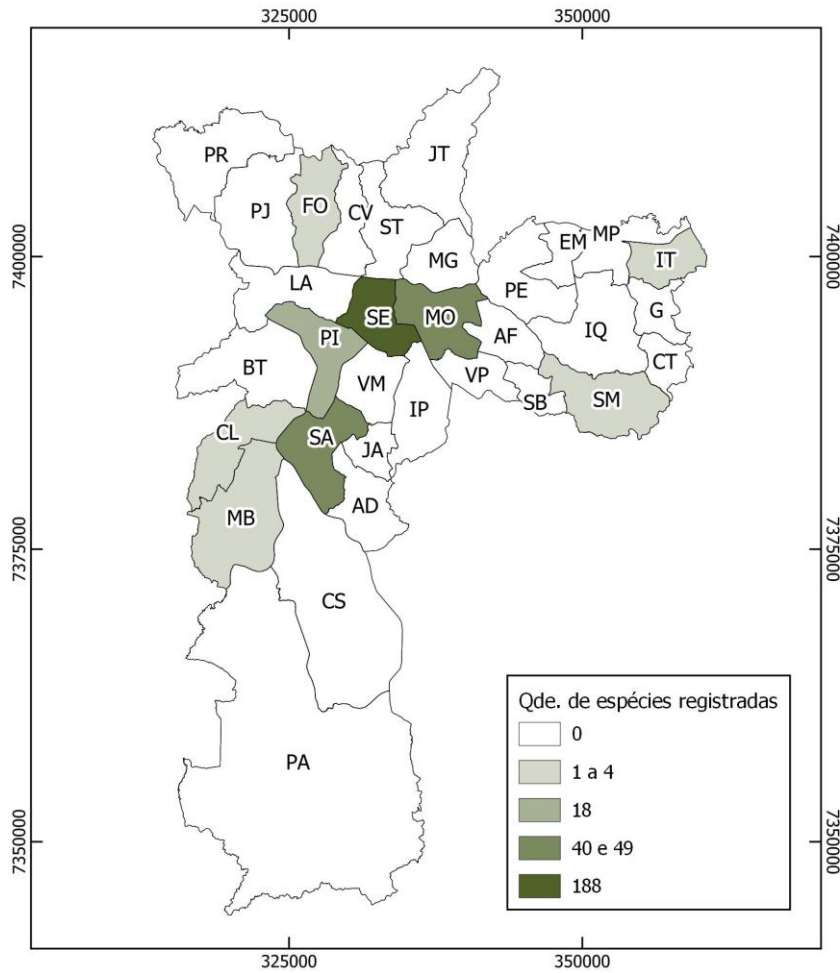 325000 350000
PR
JT
PJ
FO
CV
ST
EM
MP
7400000
7400000
IT
MG
LA
PE
G
SE
MO
IQ
AF
PI
BT
CT
VM
VP
SB
SM
IP
CL
SA
JA
AD
MB
7375000
7375000
CS
Qde. de espécies registradas
0
1 a 4
PA
18
7350000
7350000
40 e 49
188
325000 350000